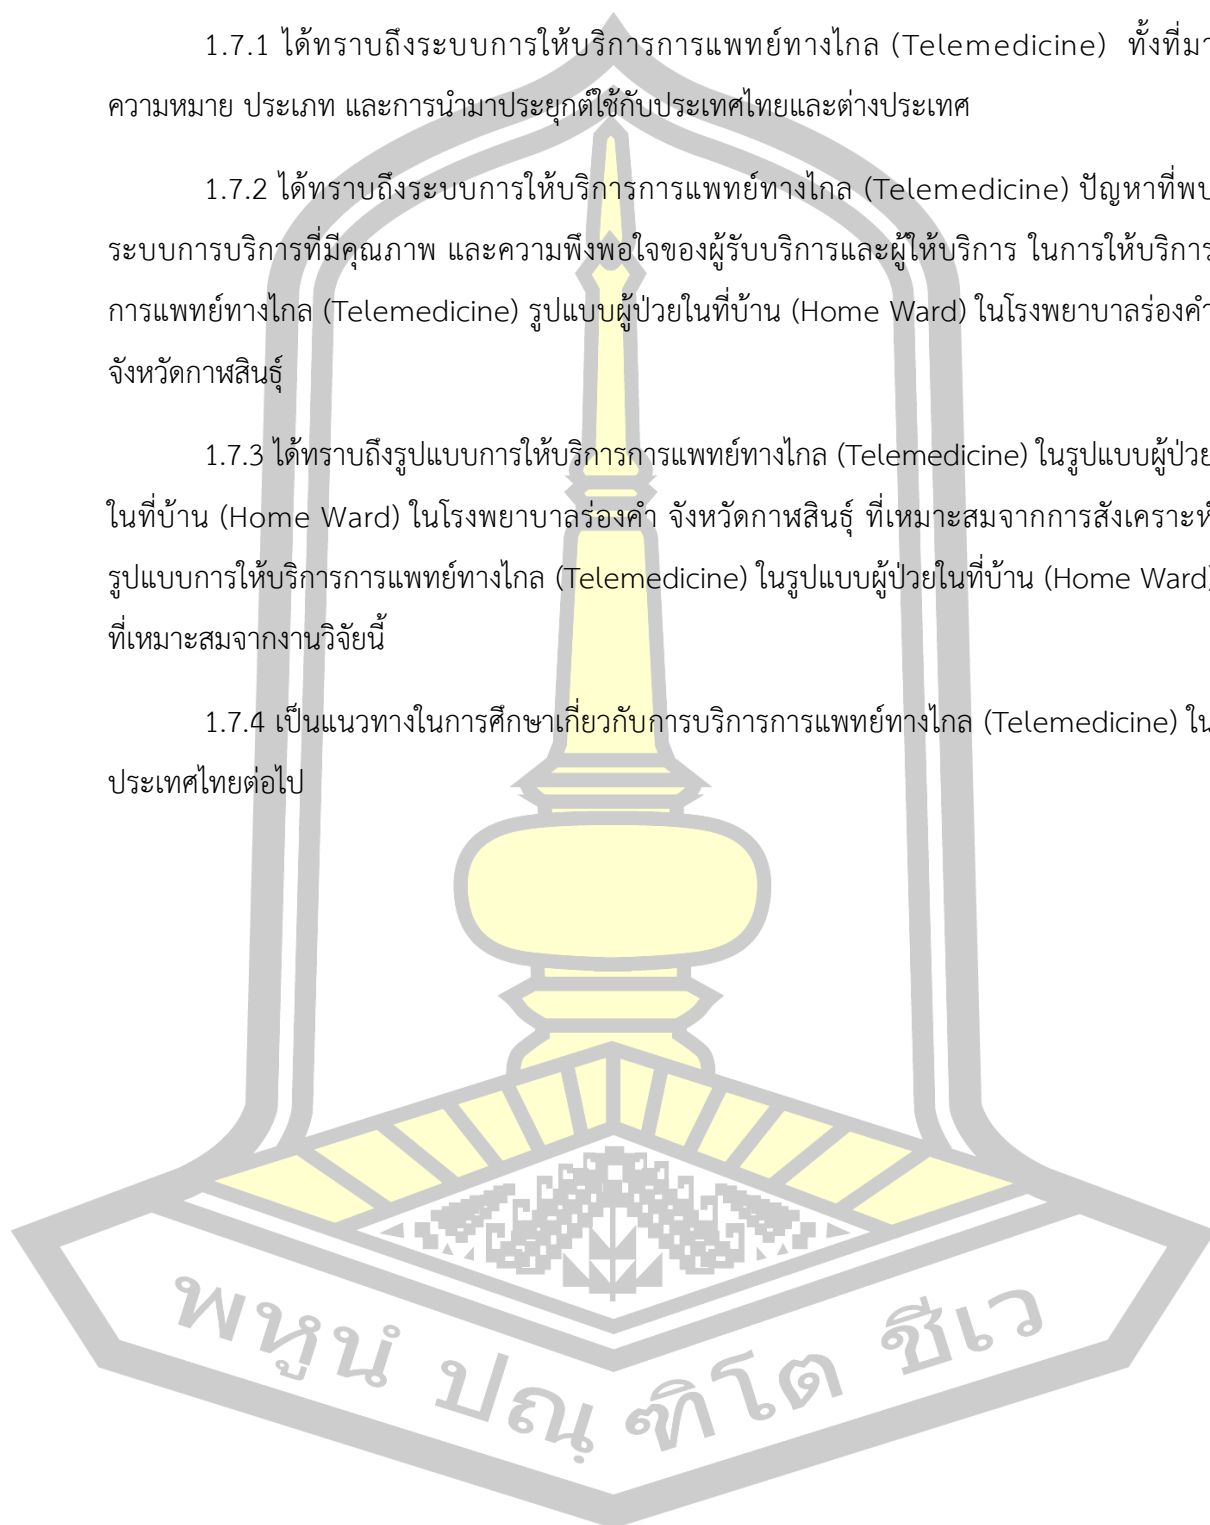 1.7.1 ได้ทราบถึงระบบการให้บริการการแพทย์ทางไกล (Telemedicine) ทั้งที่มา
ความหมาย ประเภท และการนำมาประยุกต์ใช้กับประเทศไทยและต่างประเทศ
1.7.2 ได้ทราบถึงระบบการให้บริการการแพทย์ทางไกล (Telemedicine) ปัญหาที่พบ
ระบบการบริการที่มีคุณภาพ และความพึงพอใจของผู้รับบริการและผู้ให้บริการ ในการให้บริการ
การแพทย์ทางไกล (Telemedicine) รูปแบบผู้ป่วยในที่บ้าน (Home Ward) ในโรงพยาบาลร่องคำ
จังหวัดกาฬสินธุ์
1.7.3 ได้ทราบถึงรูปแบบการให้บริการการแพทย์ทางไกล (Telemedicine) ในรูปแบบผู้ป่วย
ในที่บ้าน (Home Ward) ในโรงพยาบาลร่องคำ จังหวัดกาฬสินธุ์ ที่เหมาะสมจากการสังเคราะห์
รูปแบบการให้บริการการแพทย์ทางไกล (Telemedicine) ในรูปแบบผู้ป่วยในที่บ้าน (Home Ward)
ที่เหมาะสมจากงานวิจัยนี้
1.7.4 เป็นแนวทางในการศึกษาเกี่ยวกับการบริการการแพทย์ทางไกล (Telemedicine) ใน
ประเทศไทยต่อไป
พหูนํ ปณฺฑิโต ชีเว